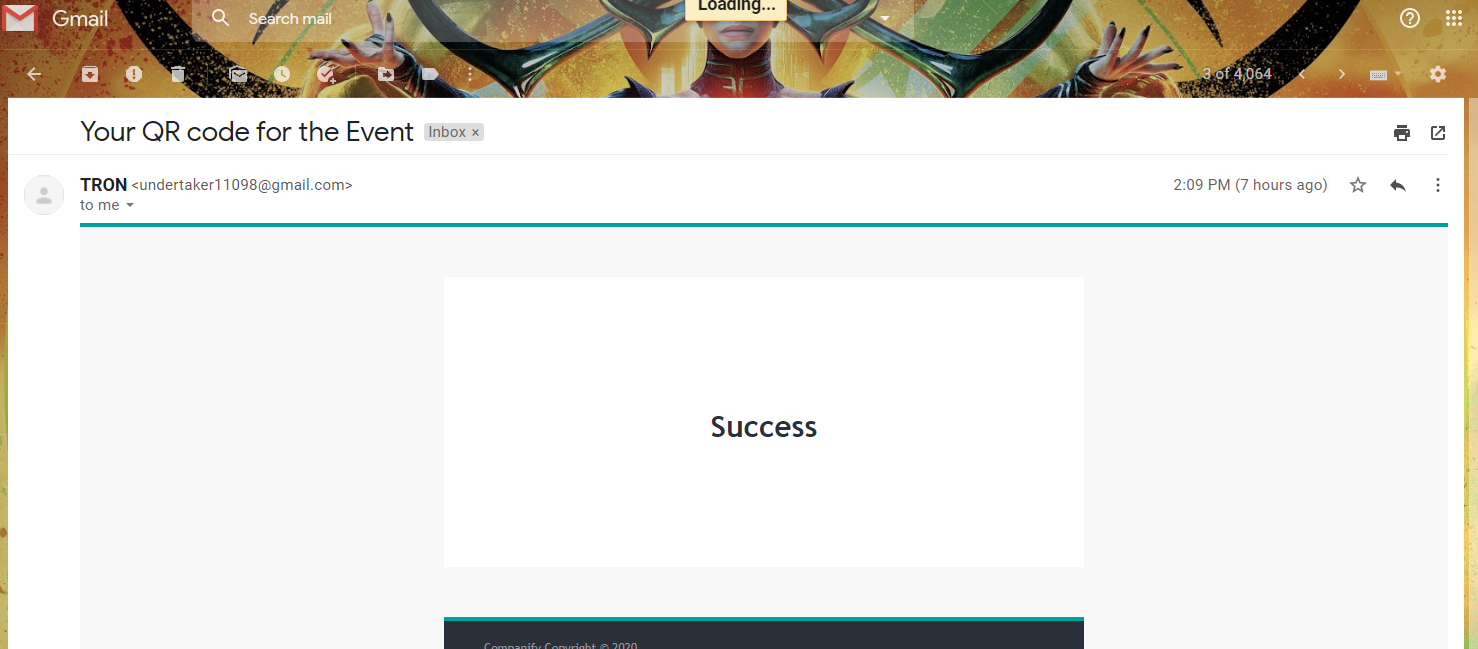 Gmail
Search mail
Loading...
3 of 4,064
Your QR code for the Event
Inbox ×
TRON <undertaker11098@gmail.com>
2:09 PM (7 hours ago)
to me
Success
Companify Copyright © 2020